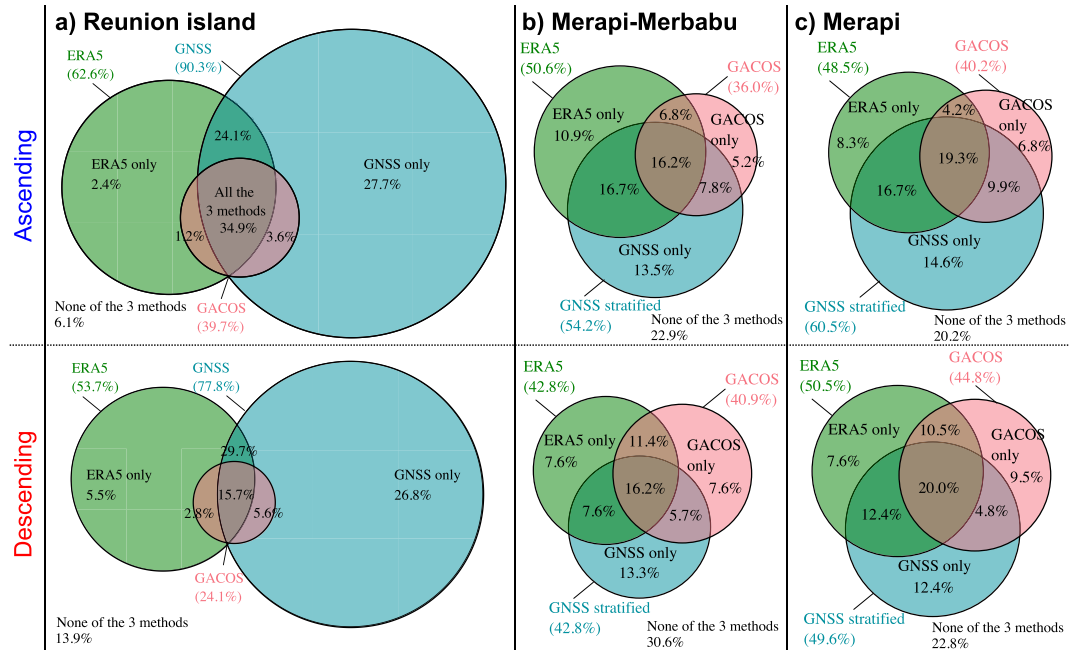 a) Reunion island
b) Merapi-Merbabu
c) Merapi
Ascending
ERA5
(62.6%)
GNSS
(90.3%)
24.1%
ERA5 only
2.4%
GNSS only
27.7%
All the
3 methods
34.9%
1.2%
3.6%
GACOS
(39.7%)
None of the 3 methods
6.1%
ERA5
(50.6%)
GACOS
(36.0%)
ERA5 only
10.9%
6.8%
GACOS
only
5.2%
16.2%
16.7%
7.8%
GNSS only
13.5%
GNSS stratified
(54.2%)
None of the 3 methods
22.9%
ERA5
(48.5%)
GACOS
(40.2%)
ERA5 only
8.3%
4.2%
GACOS
only
6.8%
19.3%
16.7%
9.9%
GNSS only
14.6%
GNSS stratified
(60.5%)
None of the 3 methods
20.2%
Descending
ERA5
(53.7%)
GNSS
(77.8%)
29.7%
ERA5 only
5.5%
GNSS only
26.8%
15.7%
2.8%
5.6%
GACOS
(24.1%)
None of the 3 methods
13.9%
ERA5
(42.8%)
GACOS
(40.9%)
ERA5 only
7.6%
11.4%
GACOS
only
7.6%
16.2%
7.6%
5.7%
GNSS only
13.3%
GNSS stratified
(42.8%)
None of the 3 methods
30.6%
ERA5
(50.5%)
GACOS
(44.8%)
ERA5 only
7.6%
10.5%
GACOS
only
9.5%
20.0%
12.4%
4.8%
GNSS only
12.4%
GNSS stratified
(49.6%)
None of the 3 methods
22.8%